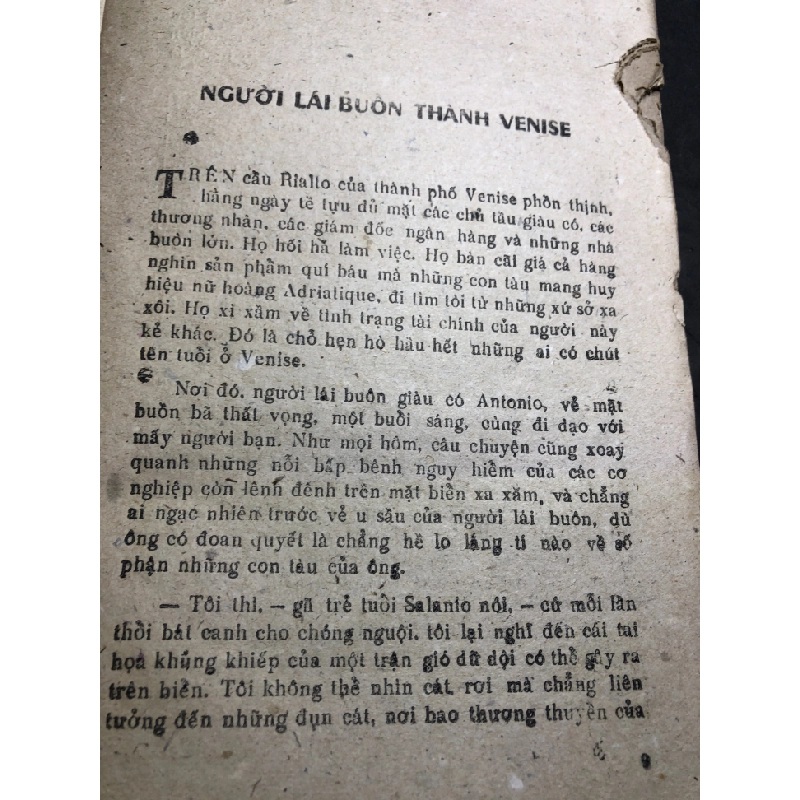 NGƯỜI LÁI BUÔN THÀNH VENISE
TRÊN cầu Rialto của thành phố Venise phồn thịnh,
hằng ngày tề tựu đủ mặt các chủ tàu giàu có, các
thương nhân, các giám đốc ngân hàng và những nhà
buôn lớn. Họ hối hả làm việc. Họ bàn cãi giá cả hàng
nghìn sản phẩm quí báu mà những con tàu mang huy
hiệu nữ hoàng Adriatique, đi tìm tòi từ những xứ sở xa
xôi. Họ xì xầm về tình trạng tài chính của người này
kẻ khác. Đó là chỗ hẹn hò hầu hết những ai có chút
tên tuổi ở Venise.
Nơi đó, người lái buôn giàu có Antonio, vẻ mặt
buồn bã thất vọng, một buổi sáng, cùng đi dạo với
mấy người bạn. Như mọi hôm, câu chuyện cũng xoay
quanh những nỗi bấp bênh nguy hiểm của các cơ
nghiệp còn lênh đênh trên mặt biển xa xăm, và chẳng
ai ngạc nhiên trước vẻ u sầu của người lái buôn, dù
ông có đoan quyết là chẳng hề lo lắng tí nào về số
phận những con tàu của ông.
— Tôi thì, — gã trẻ tuổi Salanio nói, — cứ mỗi lần
thổi bát canh cho chóng nguội, tôi lại nghĩ đến cái tai
họa khủng khiếp của một trận gió dữ dội có thể gây ra
trên biển. Tôi không thể nhìn cát rơi mà chẳng liên
tưởng đến những đụn cát, nơi bao thương thuyền của
9